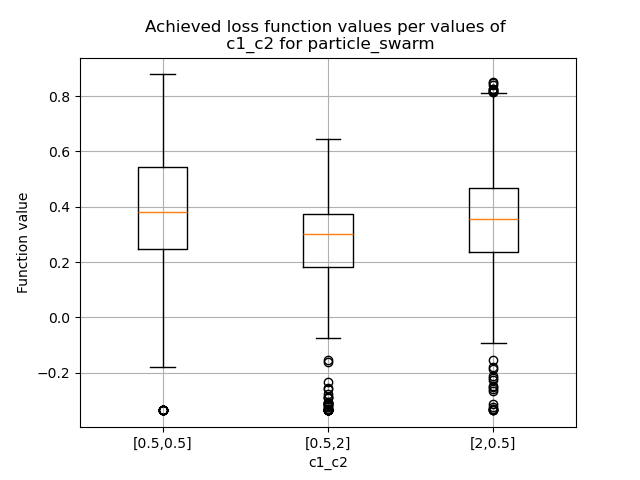 Achieved loss function values per values of
c1_c2 for particle_swarm
0.8
0.6
0.4
0.2
0.0
−0.2
Function value
[0.5,0.5]
[0.5,2]
[2,0.5]
c1_c2